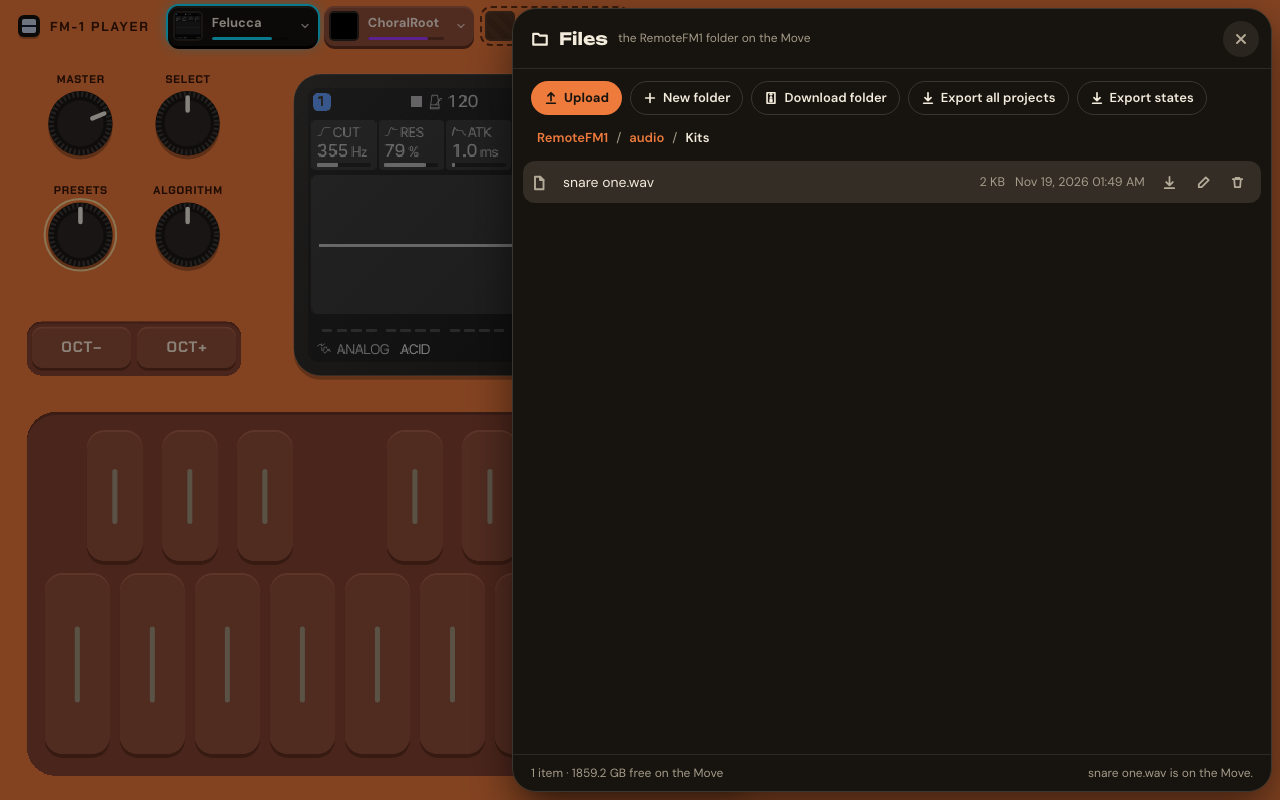 FM-1 PLAYER
Felucca
ChoralRoot
MASTER
SELECT
PRESETS
ALGORITHM
OCT−
OCT+
1
120
CUT
RES
ATK
355 Hz
79 %
1.0 ms
ANALOG ACID
Files
the RemoteFM1 folder on the Move
Upload
New folder
Download folder
Export all projects
Export states
RemoteFM1 / audio / Kits
snare one.wav
2 KB
Nov 19, 2026 01:49 AM
1 item · 1859.2 GB free on the Move
snare one.wav is on the Move.